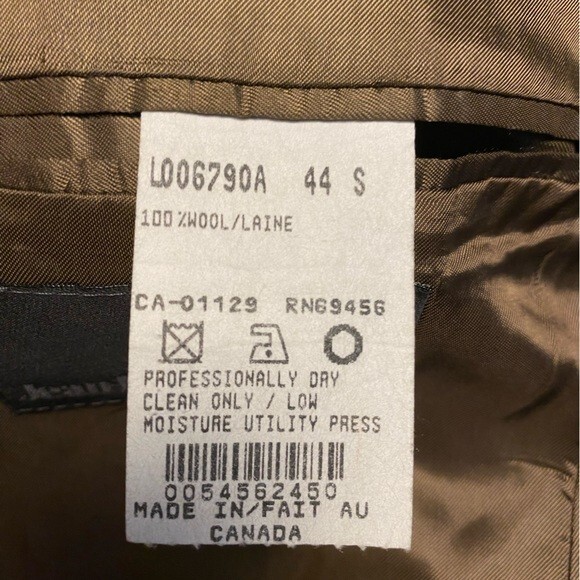 L006790A 44 S
100%WOOL/LAINE
CA-01129 RN69456
PROFESSIONALLY DRY
CLEAN ONLY / LOW
MOISTURE UTILITY PRESS
0054562450
MADE IN/FAIT AU
CANADA